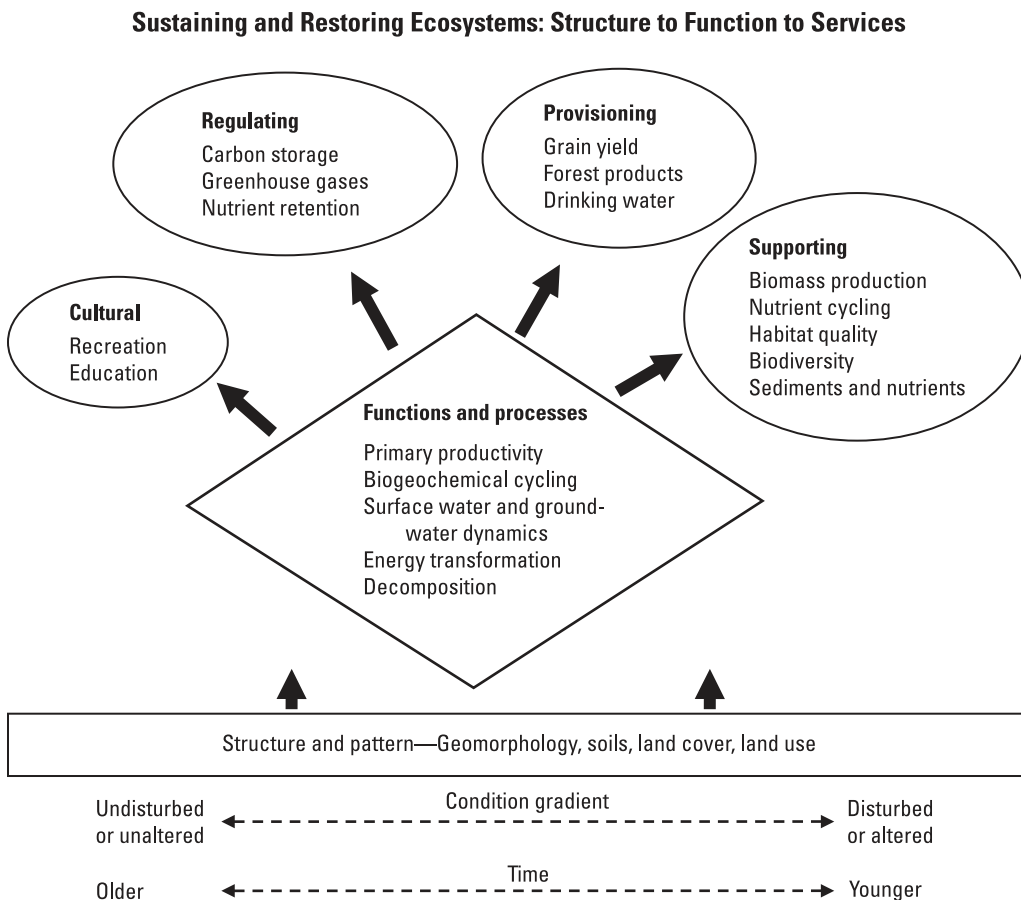 Sustaining and Restoring Ecosystems: Structure to Function to Services
Regulating
Carbon storage
Greenhouse gases
Nutrient retention
Provisioning
Grain yield
Forest products
Drinking water
Supporting
Biomass production
Nutrient cycling
Habitat quality
Biodiversity
Sediments and nutrients
Cultural
Recreation
Education
Functions and processes
Primary productivity
Biogeochemical cycling
Surface water and ground-
water dynamics
Energy transformation
Decomposition
Structure and pattern—Geomorphology, soils, land cover, land use
Undisturbed
or unaltered
Condition gradient
Disturbed
or altered
Older
Time
Younger